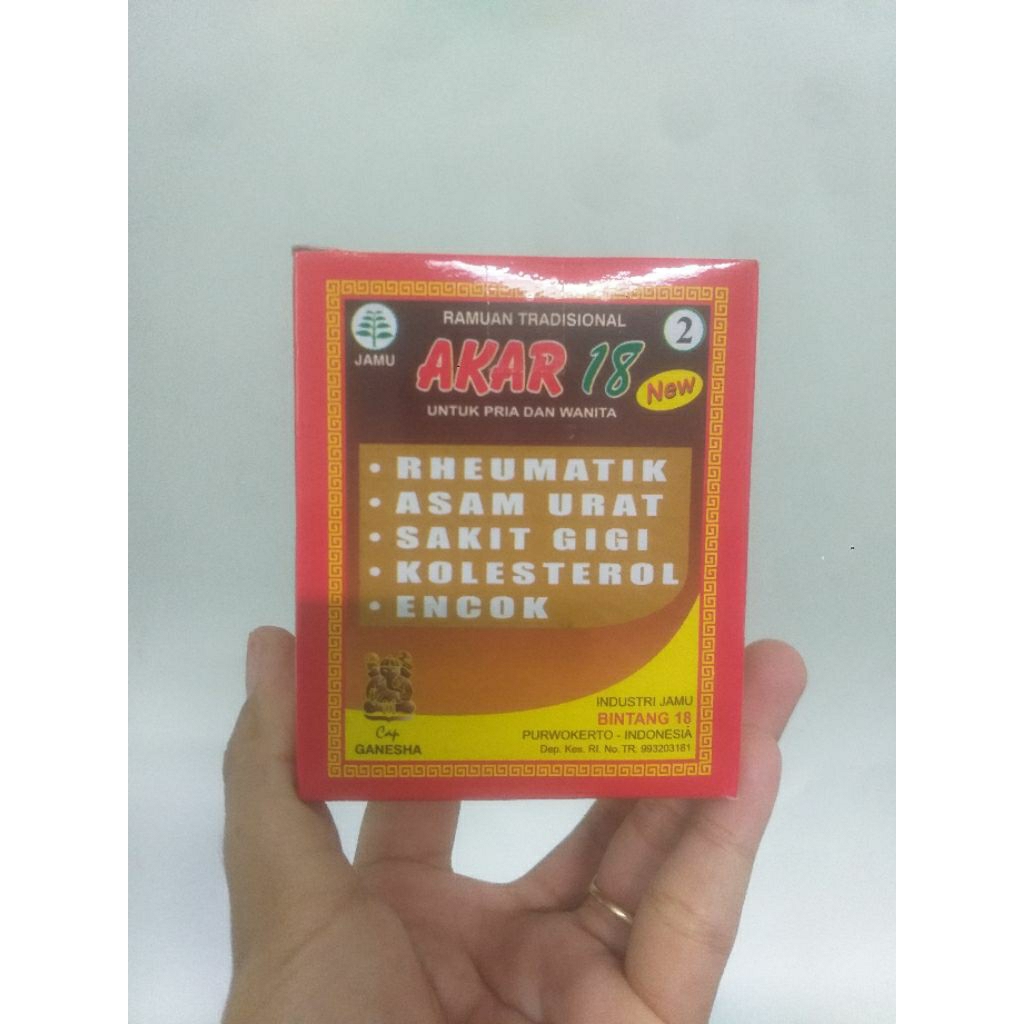 RAMUAN TRADISIONAL
2
JAMU
AKAR 18
New
UNTUK PRIA DAN WANITA
• RHEUMATIK
• ASAM URAT
• SAKIT GIGI
• KOLESTEROL
• ENCOK
Cap
GANESHA
INDUSTRI JAMU
BINTANG 18
PURWOKERTO - INDONESIA
Dep. Kes. RI. No. TR. 993203181